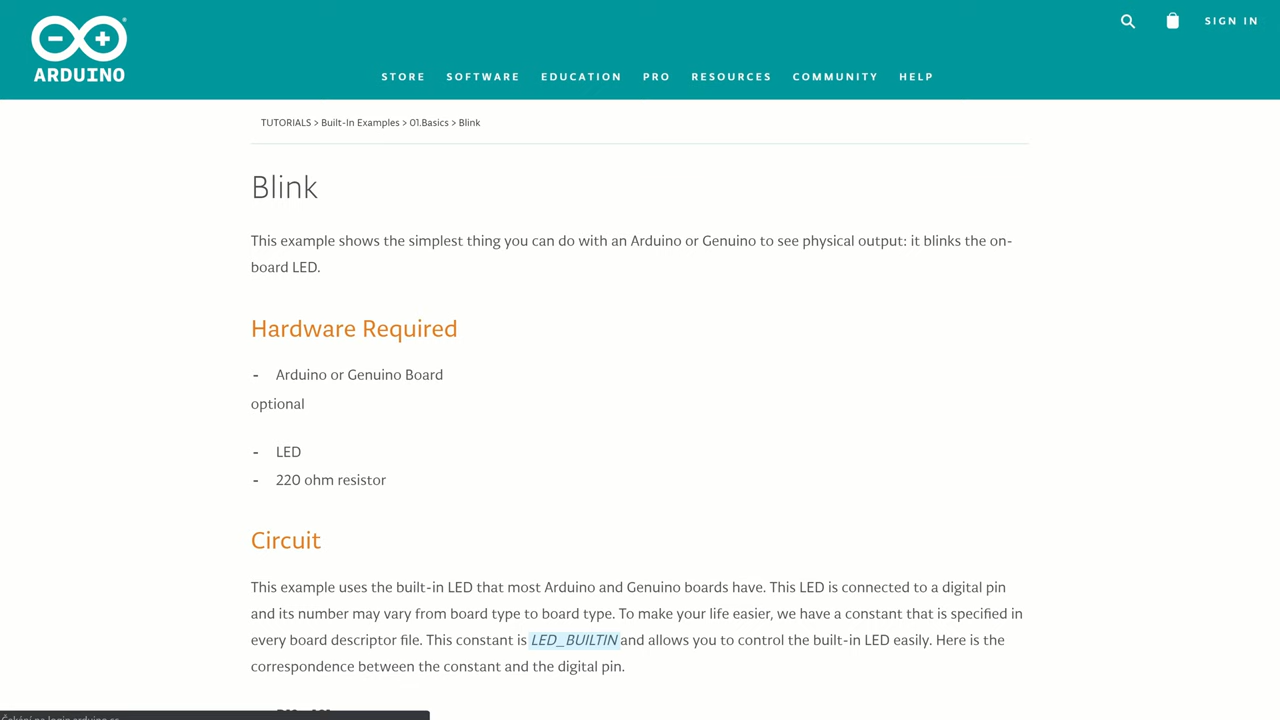 SIGN IN
ARDUINO
STORE SOFTWARE EDUCATION PRO RESOURCES COMMUNITY HELP
TUTORIALS > Built-In Examples > 01.Basics > Blink
Blink
This example shows the simplest thing you can do with an Arduino or Genuino to see physical output: it blinks the on-
board LED.
Hardware Required
- Arduino or Genuino Board
optional
- LED
- 220 ohm resistor
Circuit
This example uses the built-in LED that most Arduino and Genuino boards have. This LED is connected to a digital pin
and its number may vary from board type to board type. To make your life easier, we have a constant that is specified in
every board descriptor file. This constant is LED_BUILTIN and allows you to control the built-in LED easily. Here is the
correspondence between the constant and the digital pin.